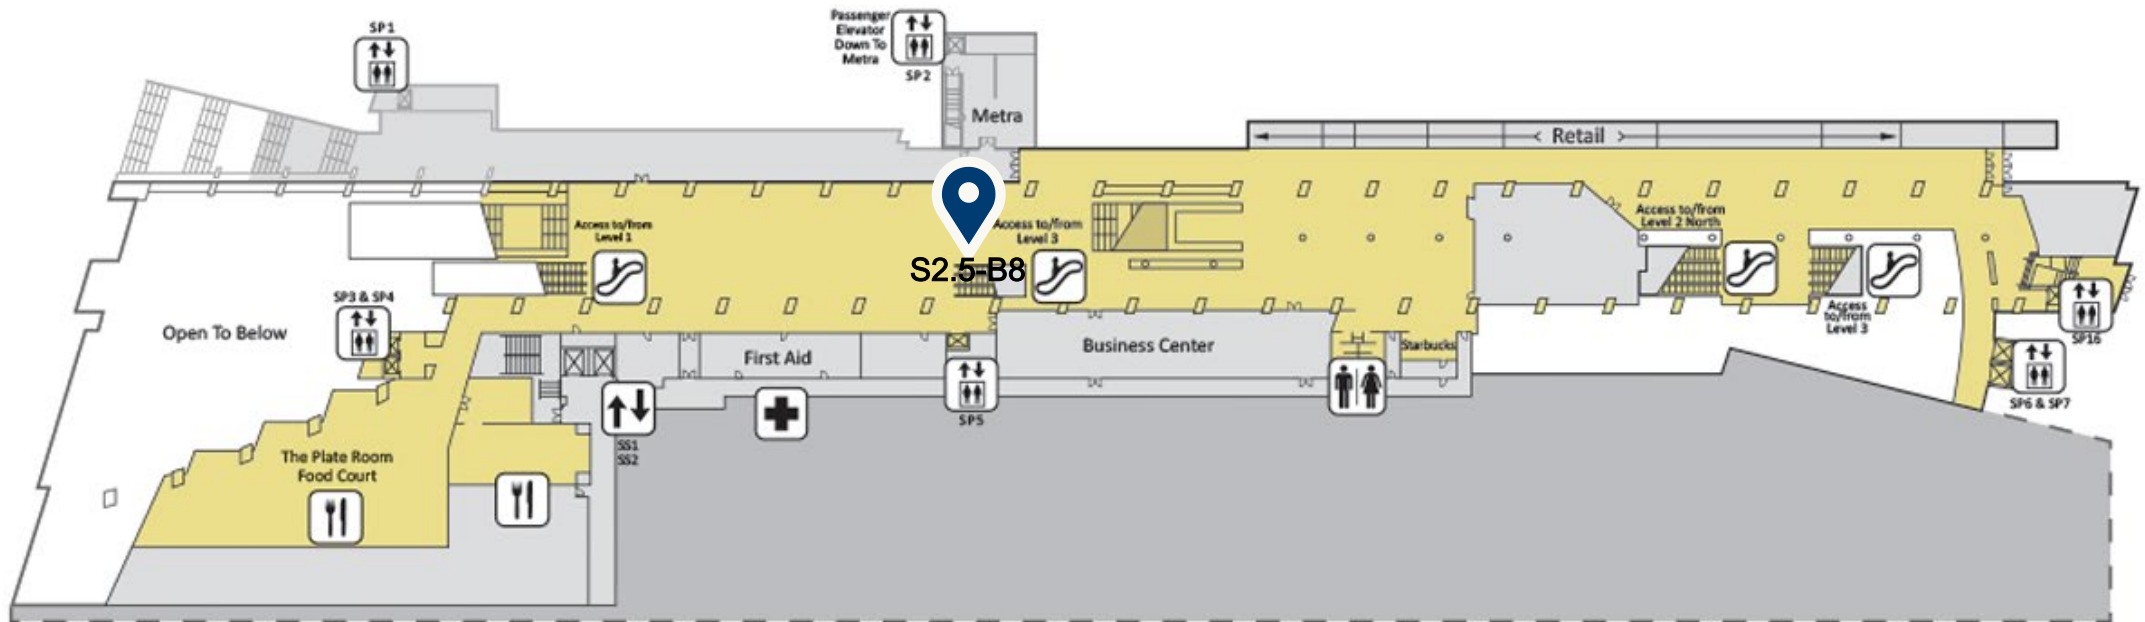 SP1
Passenger
Elevator
Down To
Metra
SP2
Metra
Retail
Access to/from
Level 1
Access to/from
Level 3
S2.5-B8
Access to/from
Level 2 North
SP3 & SP4
Open To Below
First Aid
Business Center
Starbucks
Access
to/from
Level 3
SP16
SP5
SP6 & SP7
SS1
SS2
The Plate Room
Food Court